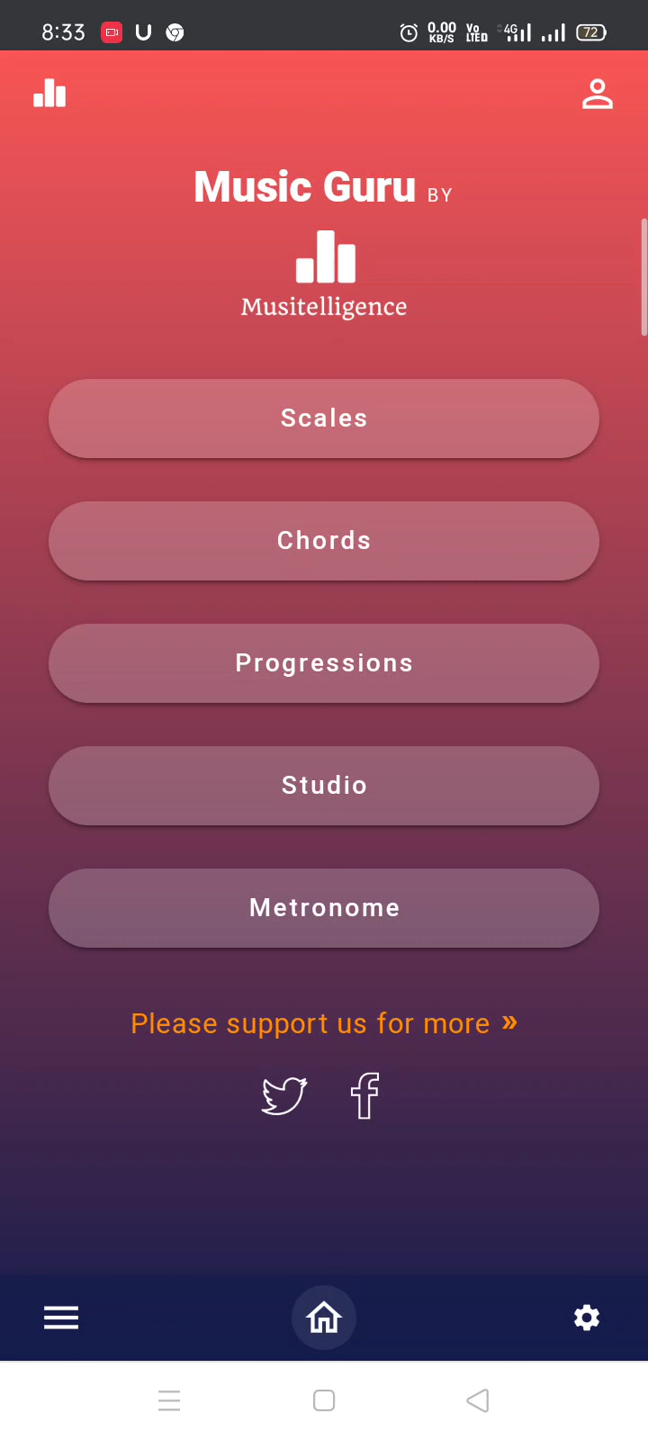 8:33 0.00 KB/S Vo LTED 4G 72
Music Guru BY
Musitelligence
Scales
Chords
Progressions
Studio
Metronome
Please support us for more »